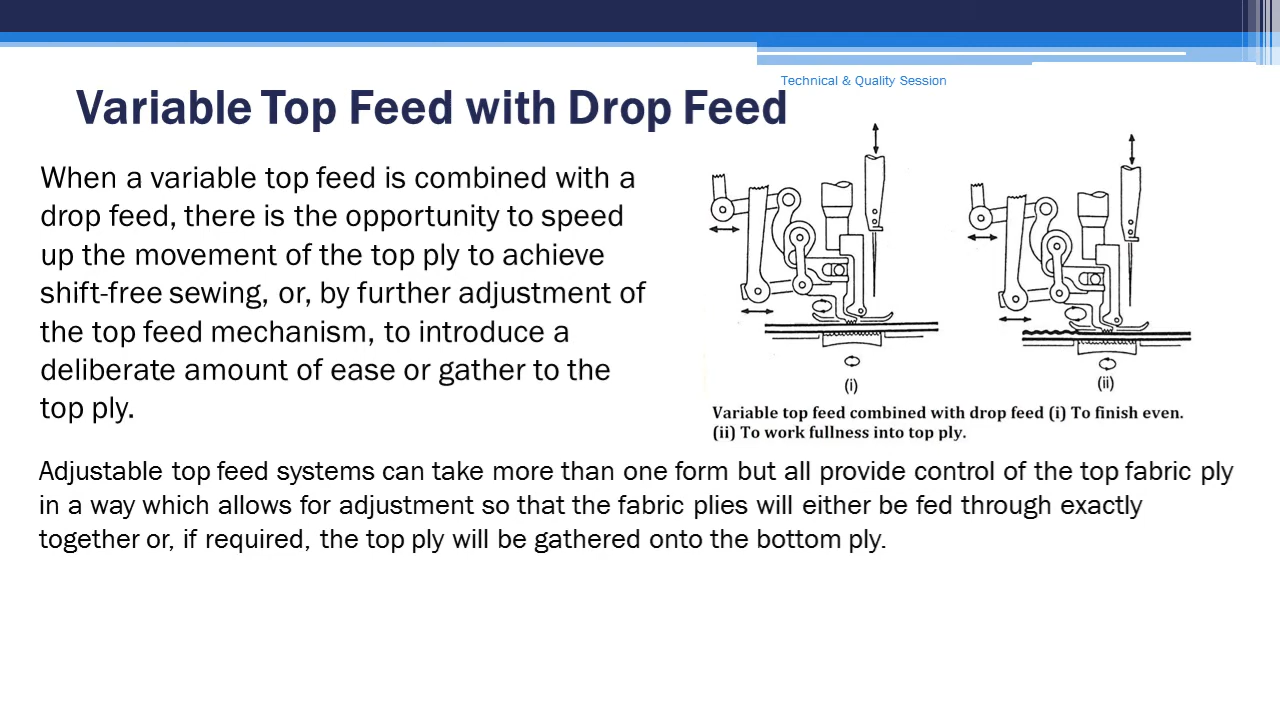 Technical & Quality Session
Variable Top Feed with Drop Feed
When a variable top feed is combined with a
drop feed, there is the opportunity to speed
up the movement of the top ply to achieve
shift-free sewing, or, by further adjustment of
the top feed mechanism, to introduce a
deliberate amount of ease or gather to the
top ply.
(i)
(ii)
Variable top feed combined with drop feed (i) To finish even.
(ii) To work fullness into top ply.
Adjustable top feed systems can take more than one form but all provide control of the top fabric ply
in a way which allows for adjustment so that the fabric plies will either be fed through exactly
together or, if required, the top ply will be gathered onto the bottom ply.